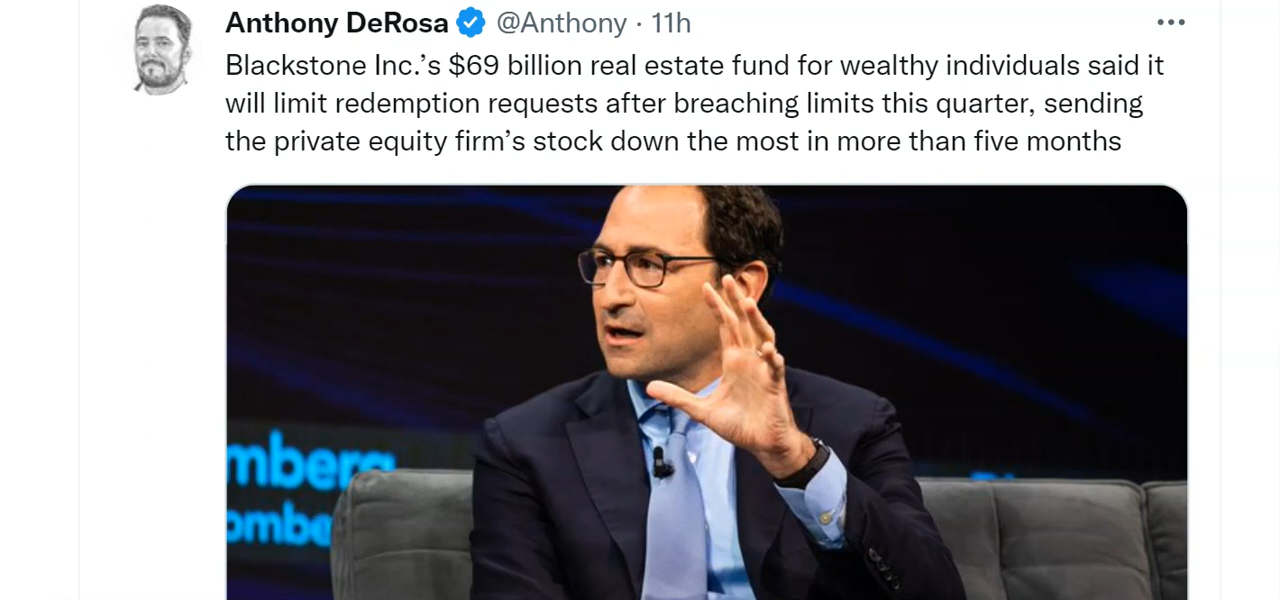 Anthony DeRosa @Anthony · 11h
Blackstone Inc.’s $69 billion real estate fund for wealthy individuals said it
will limit redemption requests after breaching limits this quarter, sending
the private equity firm’s stock down the most in more than five months
mberg
ombe